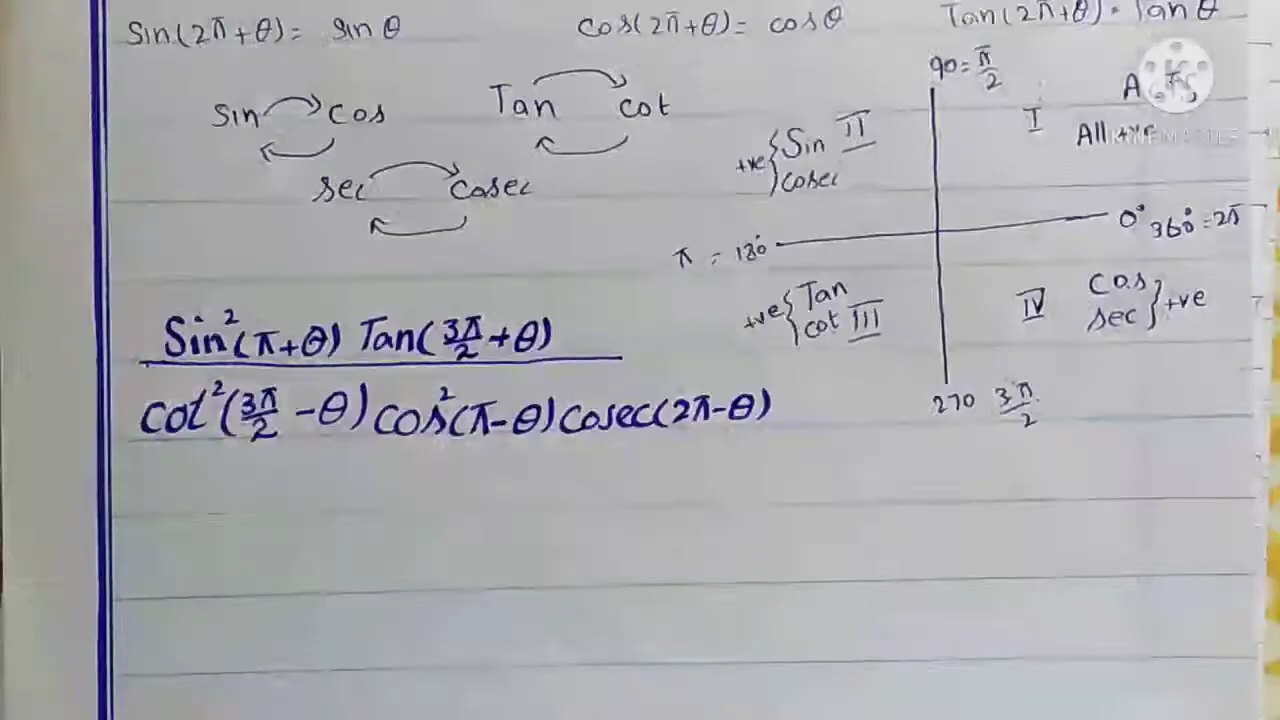 Sin(2π+θ) = sin θ    cos(2π+θ) = cos θ    Tan(2π+θ) = Tan θ
90 = π/2
Sin cos    Tan cot
I    All +ve
+ve { Sin II
cosec
sec cosec
0° 360° = 2π
π = 180°
+ve { Tan
cot III
IV    cos
sec } +ve
Sin²(π+θ) Tan(3π/2+θ)
cot²(3π/2 -θ) cos²(π-θ) cosec(2π-θ)
270 3π/2